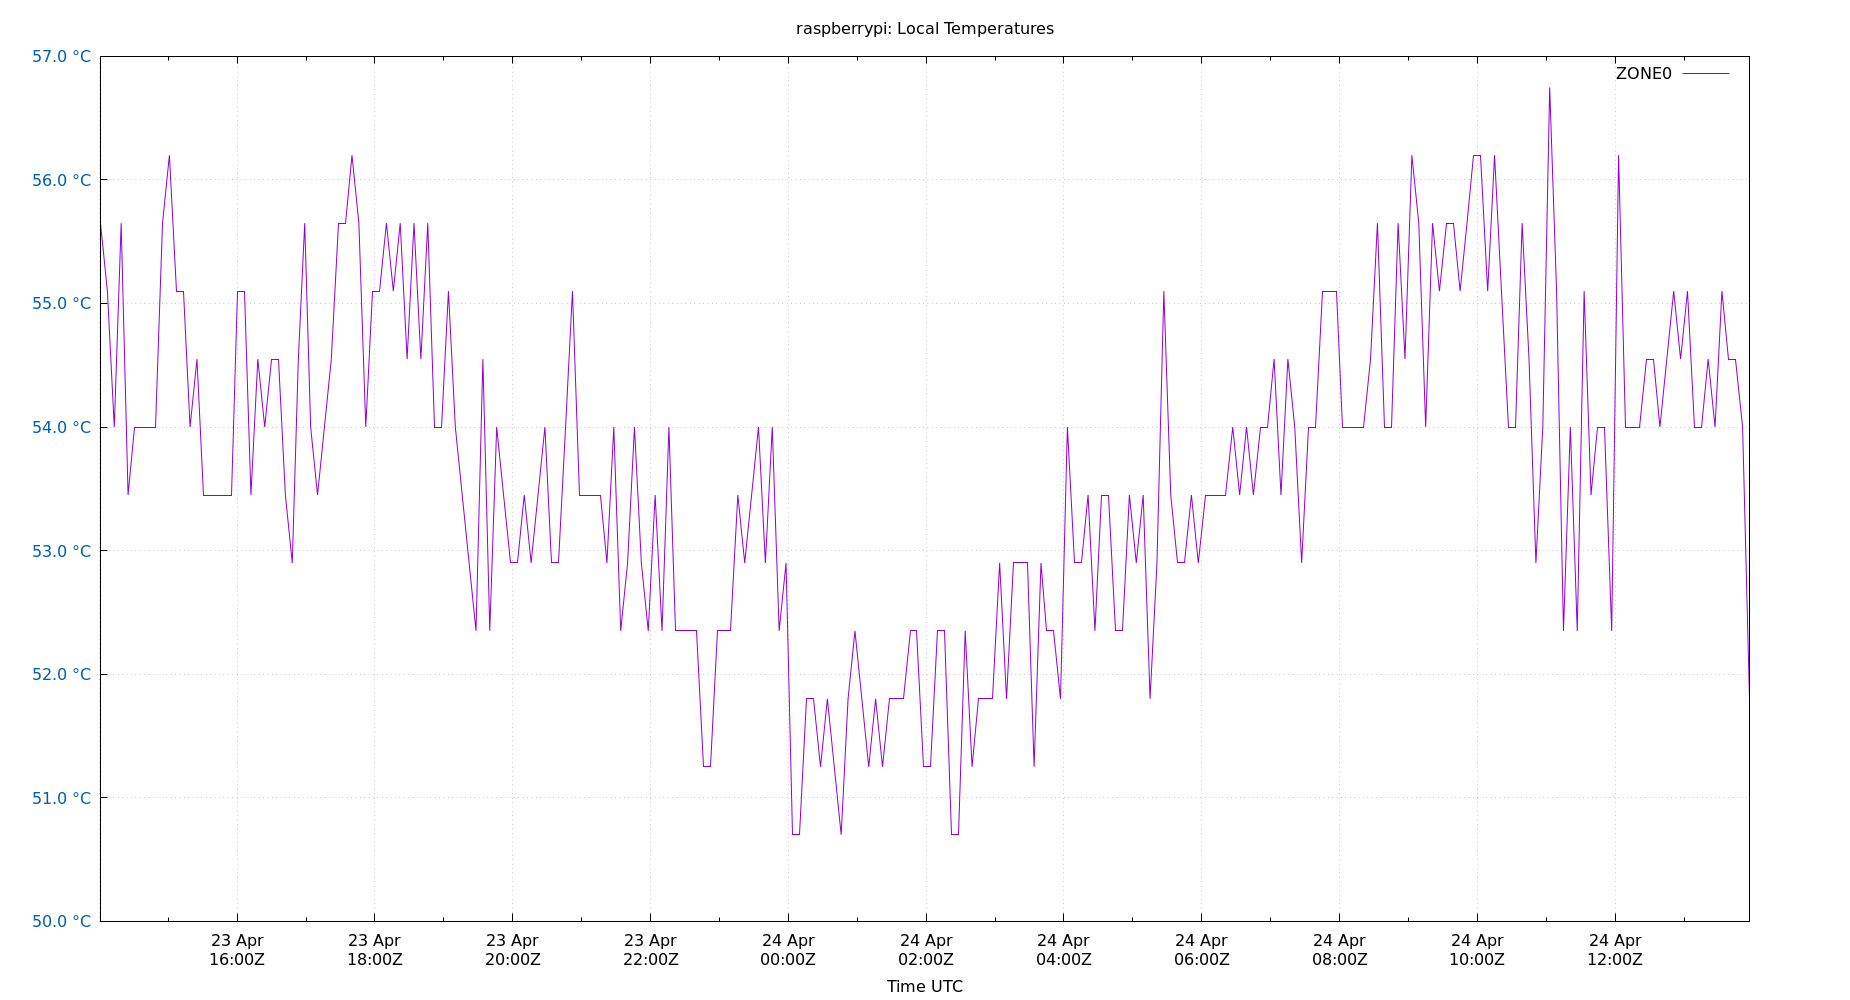 raspberrypi: Local Temperatures
57.0 °C
ZONE0
56.0 °C
55.0 °C
54.0 °C
53.0 °C
52.0 °C
51.0 °C
50.0 °C
23 Apr 23 Apr 23 Apr 23 Apr 24 Apr 24 Apr 24 Apr 24 Apr 24 Apr 24 Apr 24 Apr
16:00Z 18:00Z 20:00Z 22:00Z 00:00Z 02:00Z 04:00Z 06:00Z 08:00Z 10:00Z 12:00Z
Time UTC